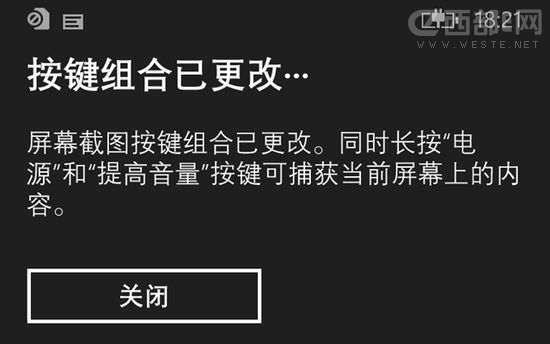 18:21
西部e网
WWW.WESTE.NET
按键组合已更改…
屏幕截图按键组合已更改。同时长按“电
源”和“提高音量”按键可捕获当前屏幕上的内
容。
关闭